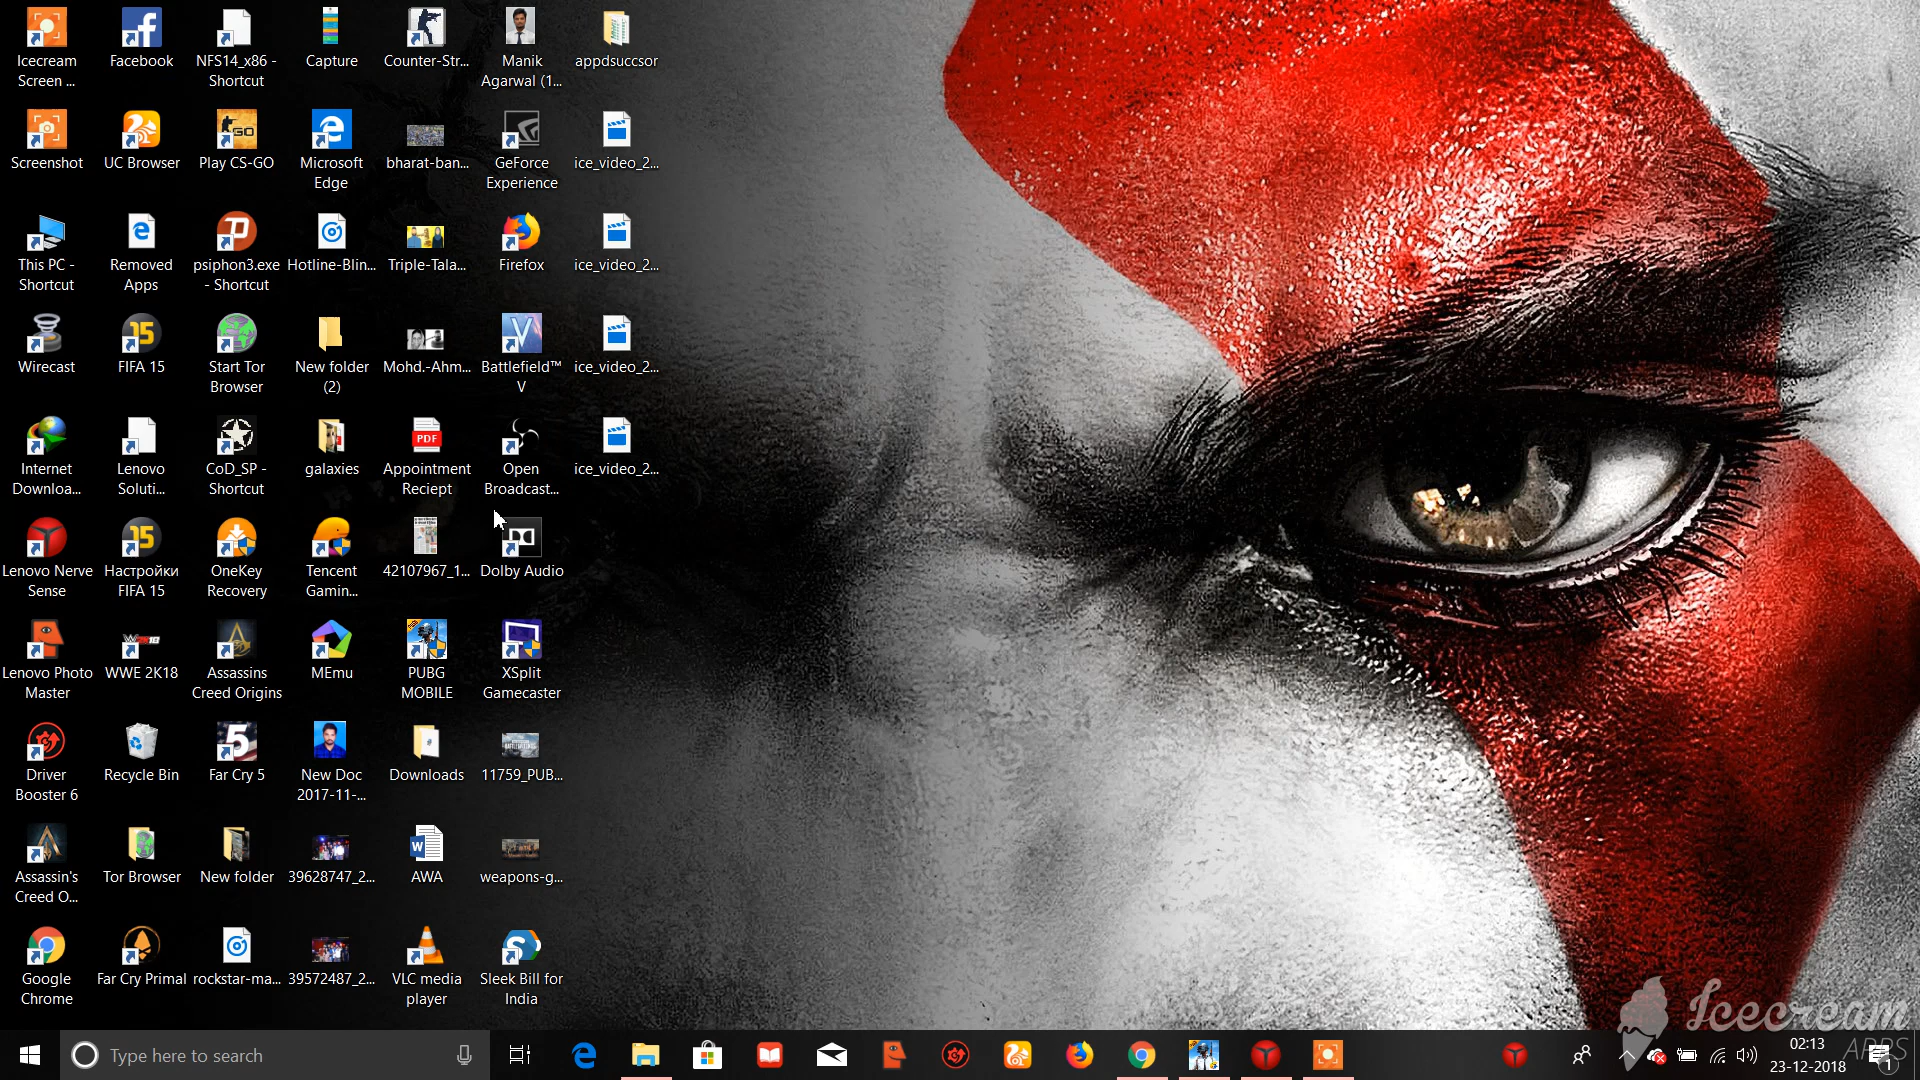 Icecream
Screen ...
Facebook
NFS14_x86 -
Shortcut
Capture
Counter-Str...
Manik
Agarwal (1...
appdsuccsor
Screenshot
UC Browser
GO
Play CS-GO
Microsoft
Edge
bharat-ban...
GeForce
Experience
ice_video_2...
This PC -
Shortcut
Removed
Apps
psiphon3.exe
- Shortcut
Hotline-Blin...
Triple-Tala...
Firefox
ice_video_2...
Wirecast
15
FIFA 15
Start Tor
Browser
New folder
(2)
Mohd.-Ahm...
V
Battlefield™
V
ice_video_2...
Internet
Downloa...
Lenovo
Soluti...
CoD_SP -
Shortcut
galaxies
PDF
Appointment
Reciept
Open
Broadcast...
ice_video_2...
Lenovo Nerve
Sense
15
Настройки
FIFA 15
OneKey
Recovery
Tencent
Gamin...
42107967_1...
Dolby Audio
Lenovo Photo
Master
2K18
WWE 2K18
Assassins
Creed Origins
MEmu
PUBG
MOBILE
XSplit
Gamecaster
Driver
Booster 6
Recycle Bin
5
Far Cry 5
New Doc
2017-11-...
Downloads
11759_PUB...
Assassin's
Creed O...
Tor Browser
New folder
39628747_2...
W
AWA
weapons-g...
Google
Chrome
Far Cry Primal
rockstar-ma...
39572487_2...
VLC media
player
S
Sleek Bill for
India
Icecream
APPS
Type here to search
02:13
23-12-2018
1